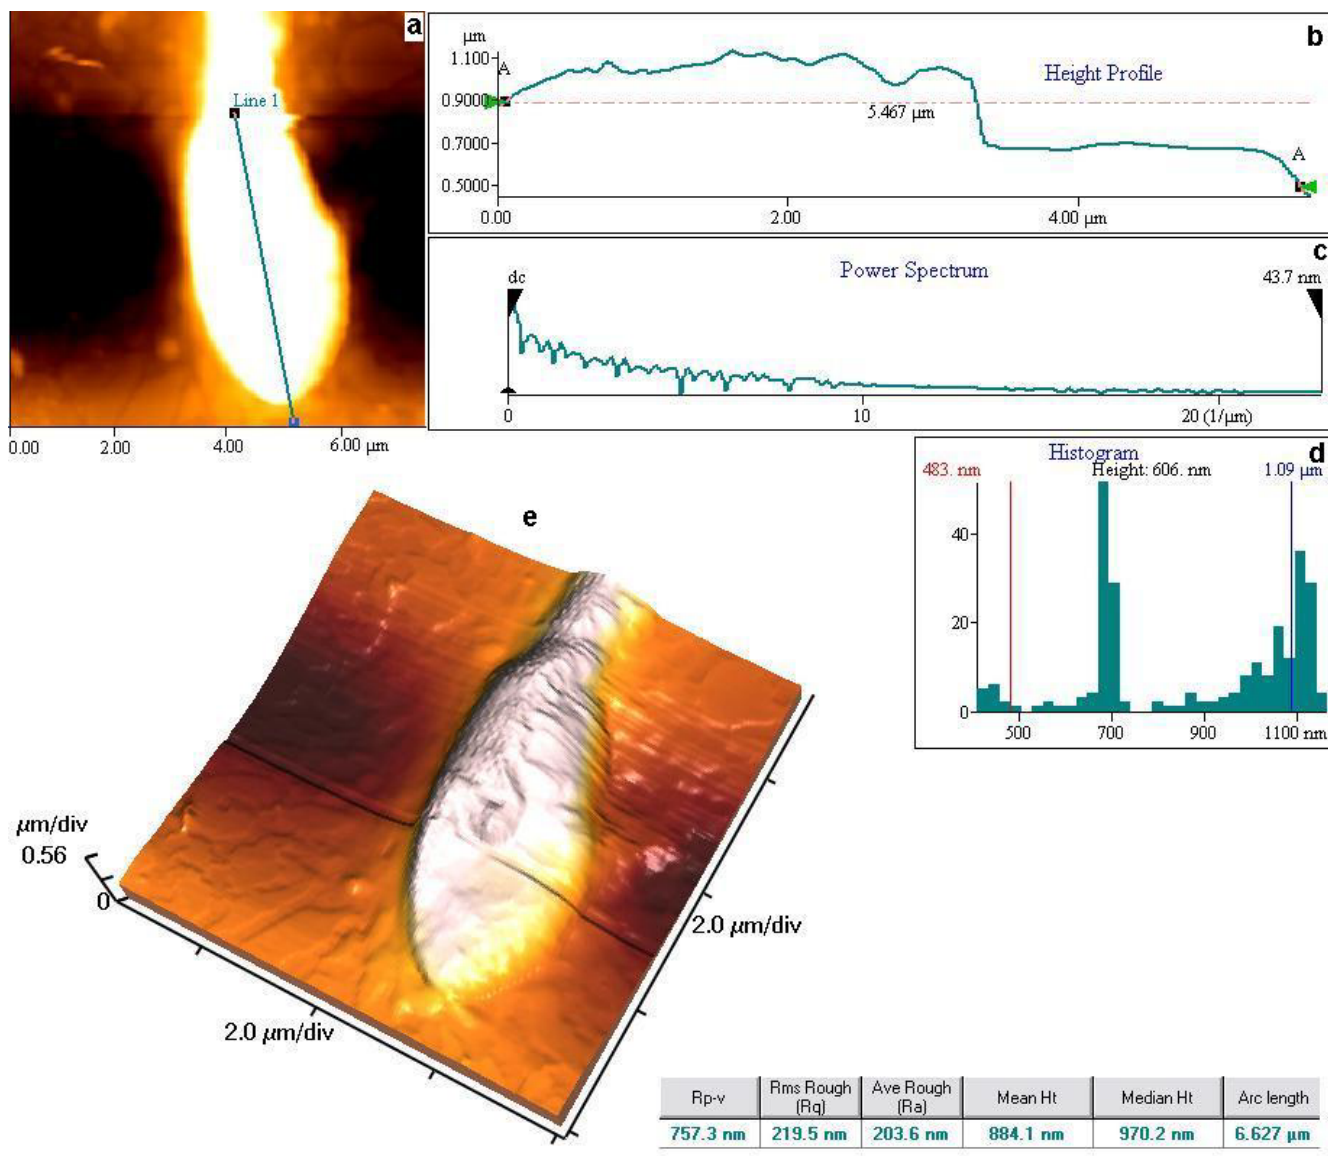 a
Line 1
0.00 2.00 4.00 6.00 μm
b
μm
Height Profile
1.100
A
0.9000
5.467 μm
0.7000
A
0.5000
0.00 2.00 4.00 μm
c
Power Spectrum
dc
43.7 nm
0 10 20 (1/μm)
d
Histogram
483. nm Height: 606. nm 1.09 μm
40
20
0
500 700 900 1100 nm
e
μm/div
0.56
0
2.0 μm/div
2.0 μm/div
Rp-v Rms Rough (Rq) Ave Rough (Ra) Mean Ht Median Ht Arc length
757.3 nm 219.5 nm 203.6 nm 884.1 nm 970.2 nm 6.627 μm